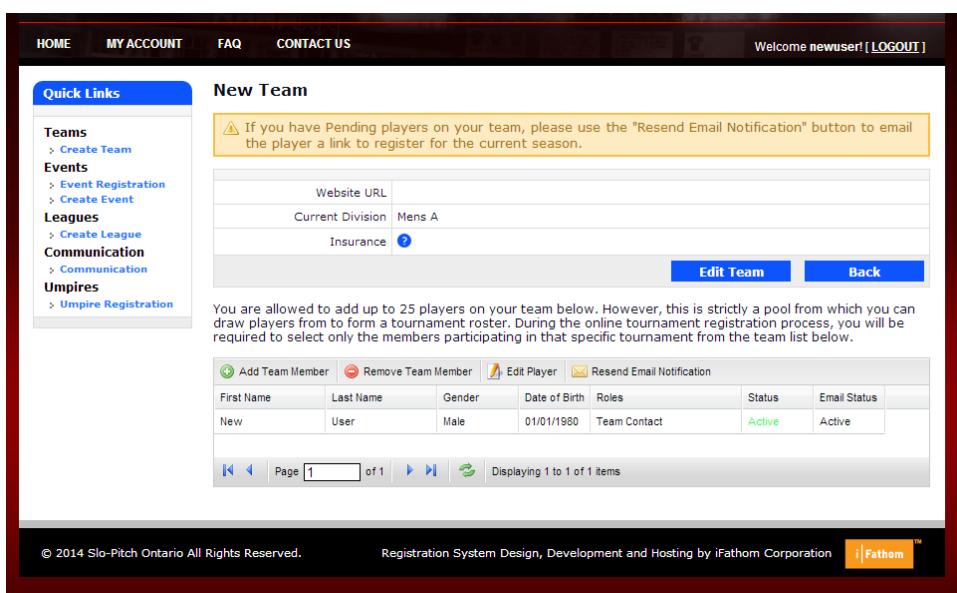 HOME MY ACCOUNT FAQ CONTACT US Welcome newuser! [ LOGOUT ]
Quick Links
Teams
Create Team
Events
Event Registration
Create Event
Leagues
Create League
Communication
Communication
Umpires
Umpire Registration
New Team
If you have Pending players on your team, please use the "Resend Email Notification" button to email
the player a link to register for the current season.
Website URL
Current Division Mens A
Insurance ?
Edit Team Back
You are allowed to add up to 25 players on your team below. However, this is strictly a pool from which you can
draw players from to form a tournament roster. During the online tournament registration process, you will be
required to select only the members participating in that specific tournament from the team list below.
Add Team Member Remove Team Member Edit Player Resend Email Notification
First Name Last Name Gender Date of Birth Roles Status Email Status
New User Male 01/01/1980 Team Contact Active Active
Page 1 of 1 Displaying 1 to 1 of 1 items
© 2014 Slo-Pitch Ontario All Rights Reserved. Registration System Design, Development and Hosting by iFathom Corporation i|Fathom TM